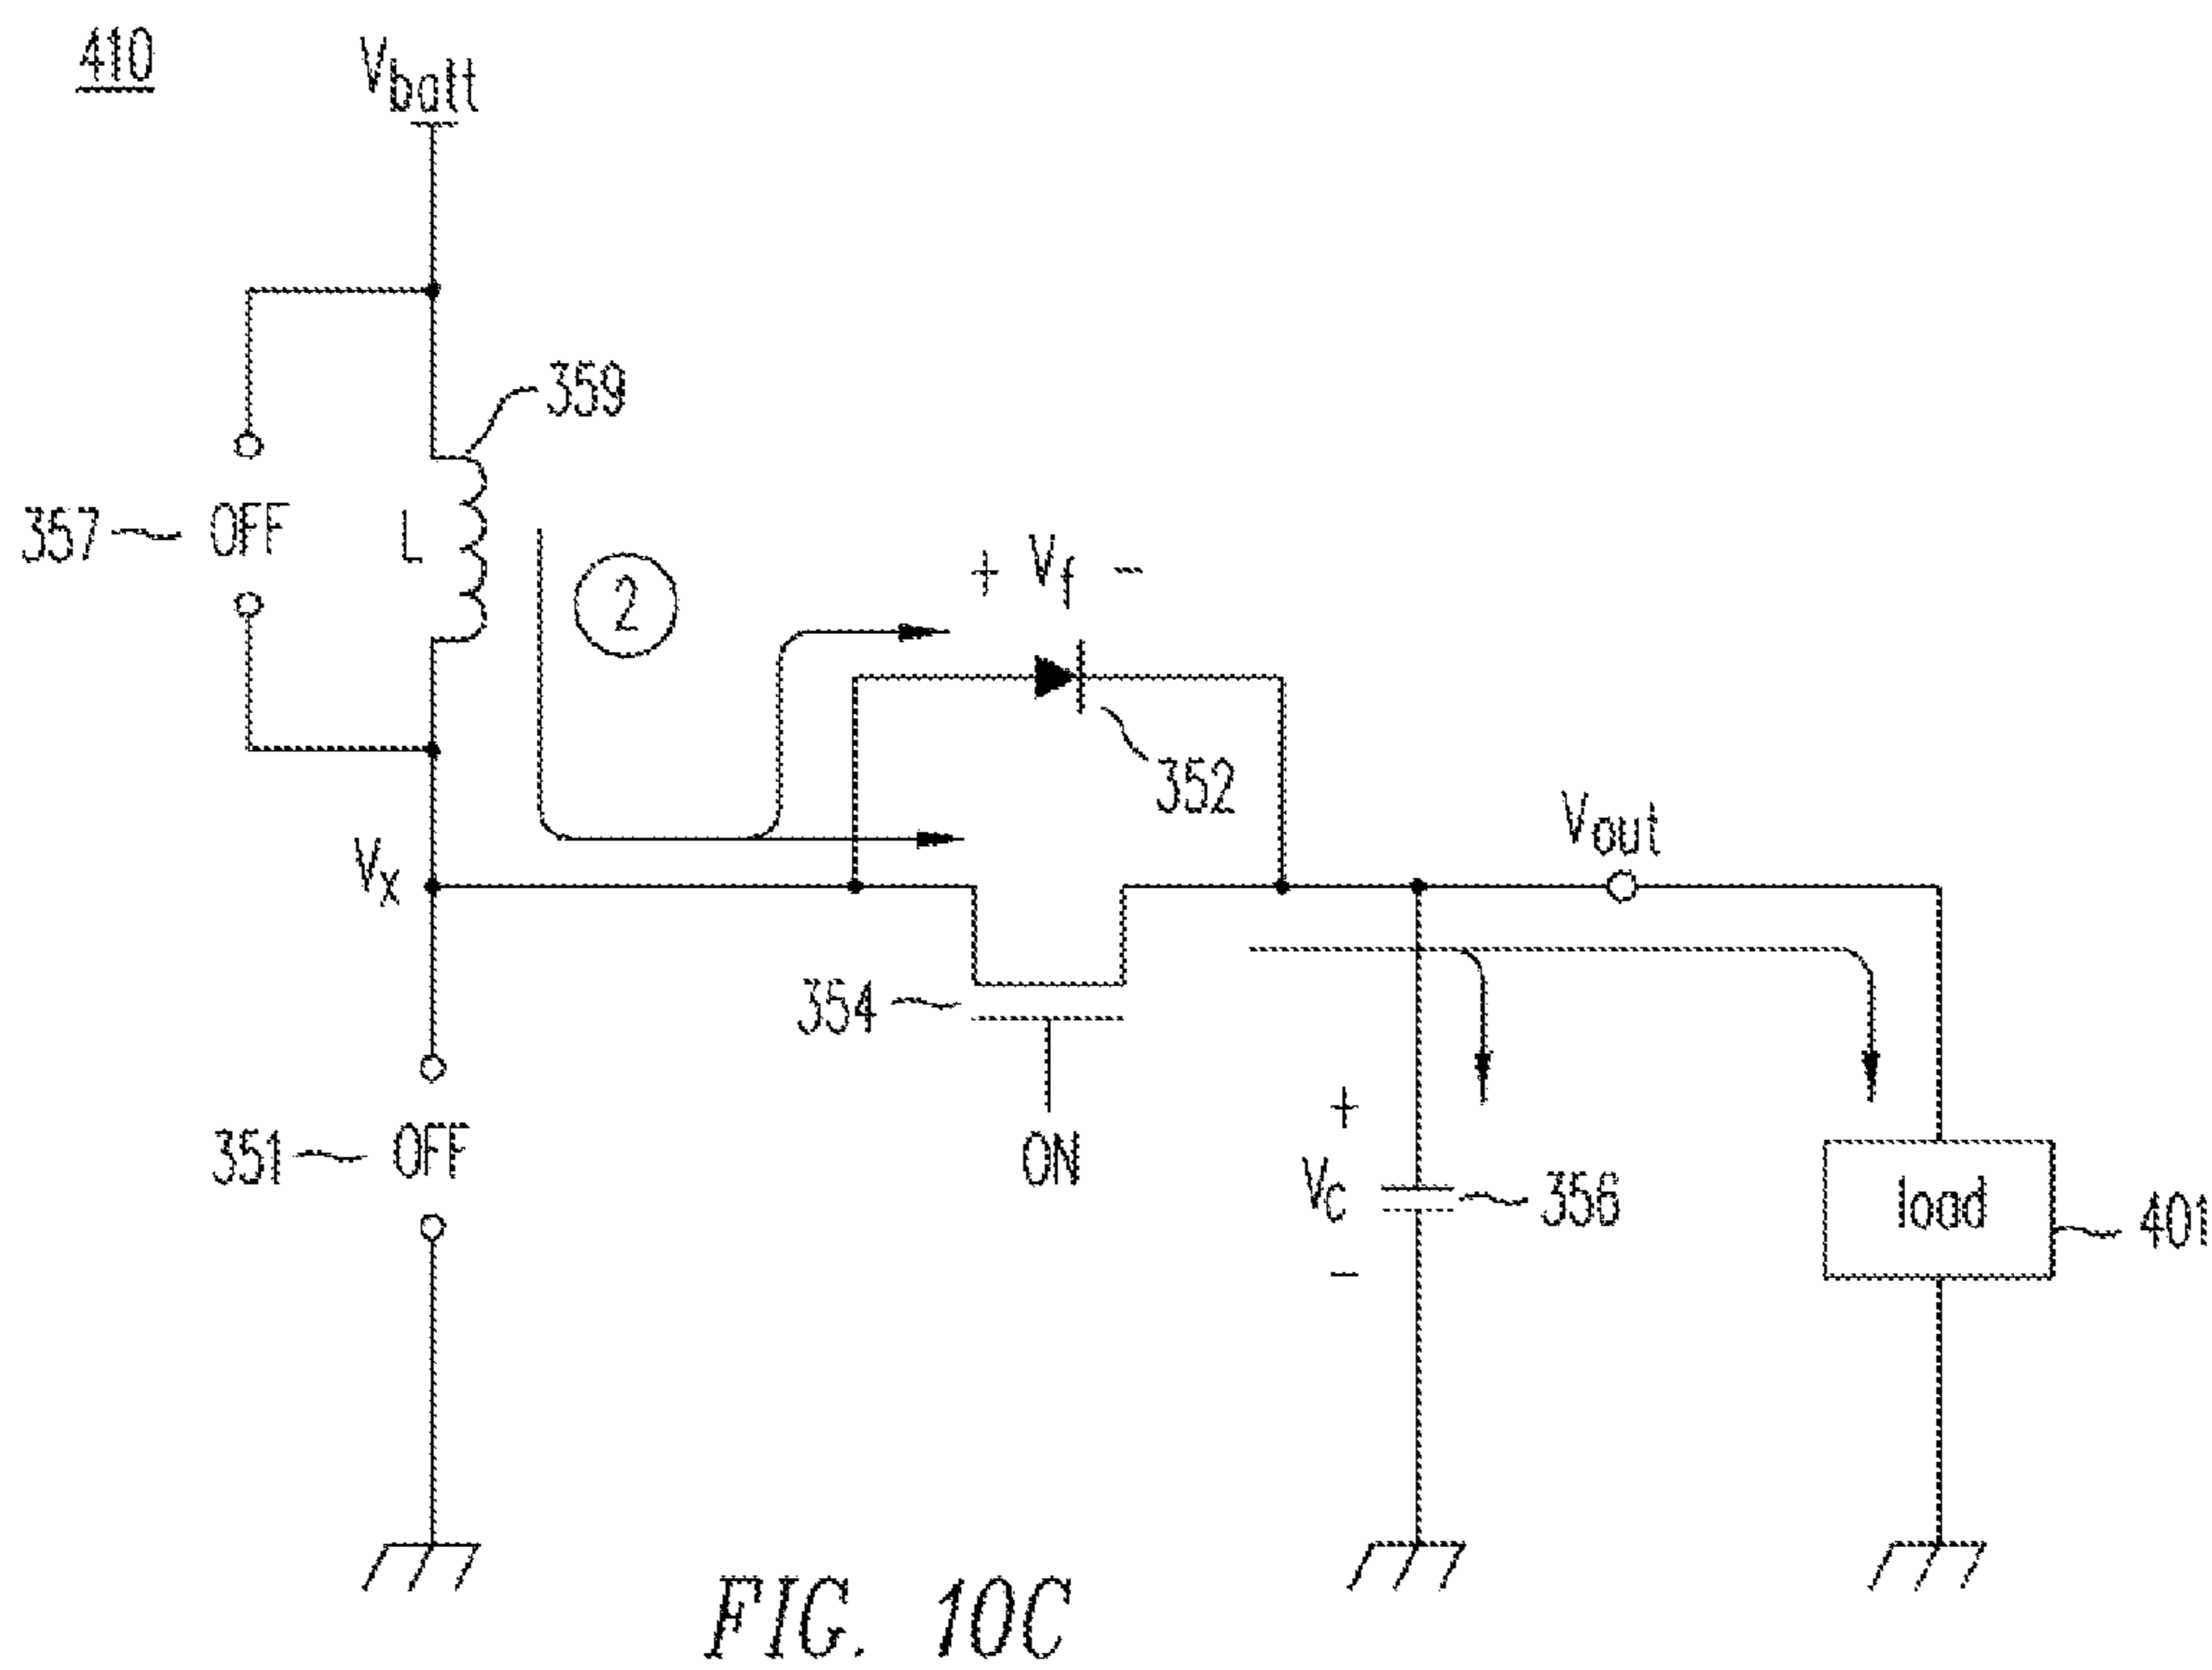 410
Vbatt
359
357
OFF
L
2
+ Vf -
352
Vout
Vx
354
351
OFF
ON
+
Vc
-
356
load
401
FIG. 10C